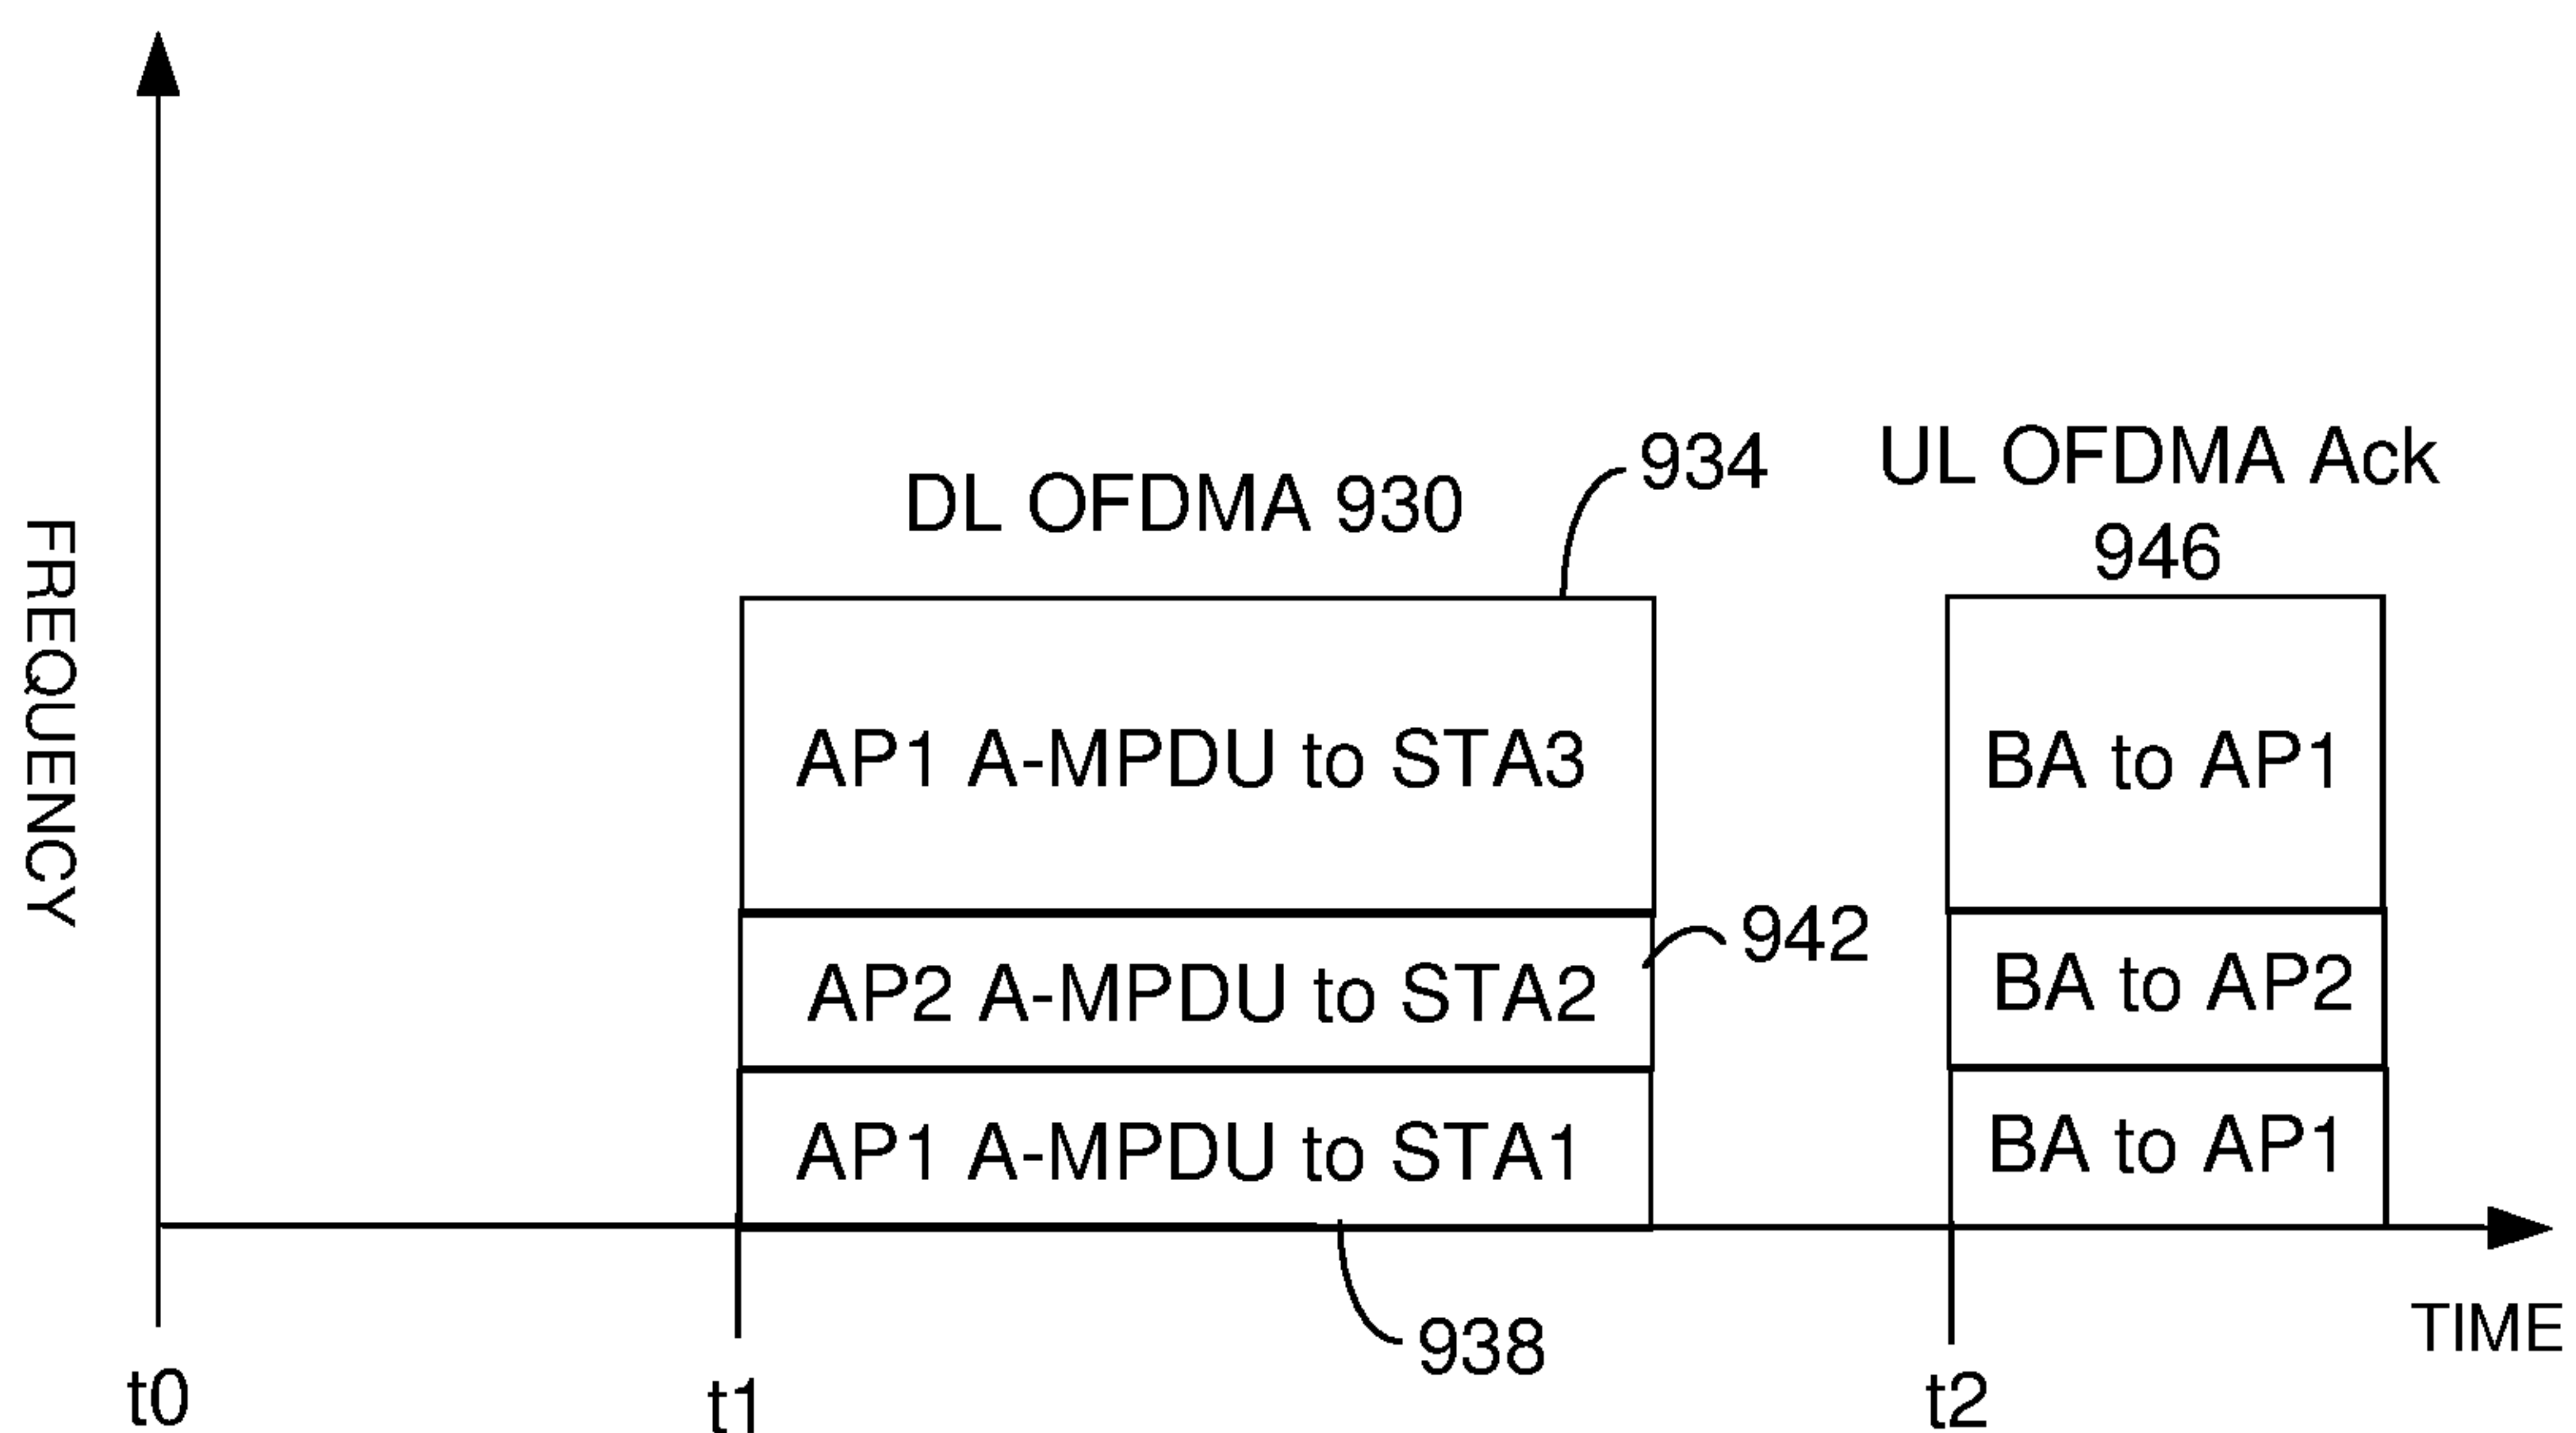 934
UL OFDMA Ack
946
DL OFDMA 930
FREQUENCY
AP1 A-MPDU to STA3
BA to AP1
942
AP2 A-MPDU to STA2
BA to AP2
AP1 A-MPDU to STA1
BA to AP1
938
TIME
t0
t1
t2